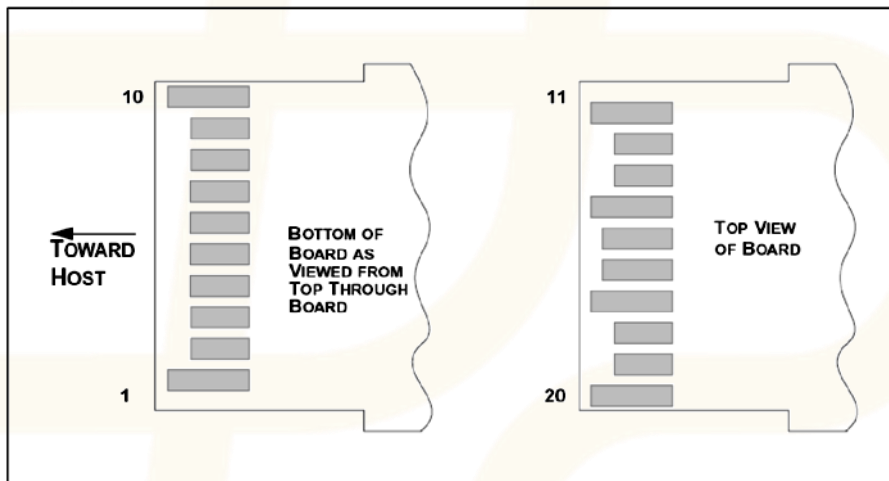 10
TOWARD
HOST
1
BOTTOM OF
BOARD AS
VIEWED FROM
TOP THROUGH
BOARD
11
TOP VIEW
OF BOARD
20